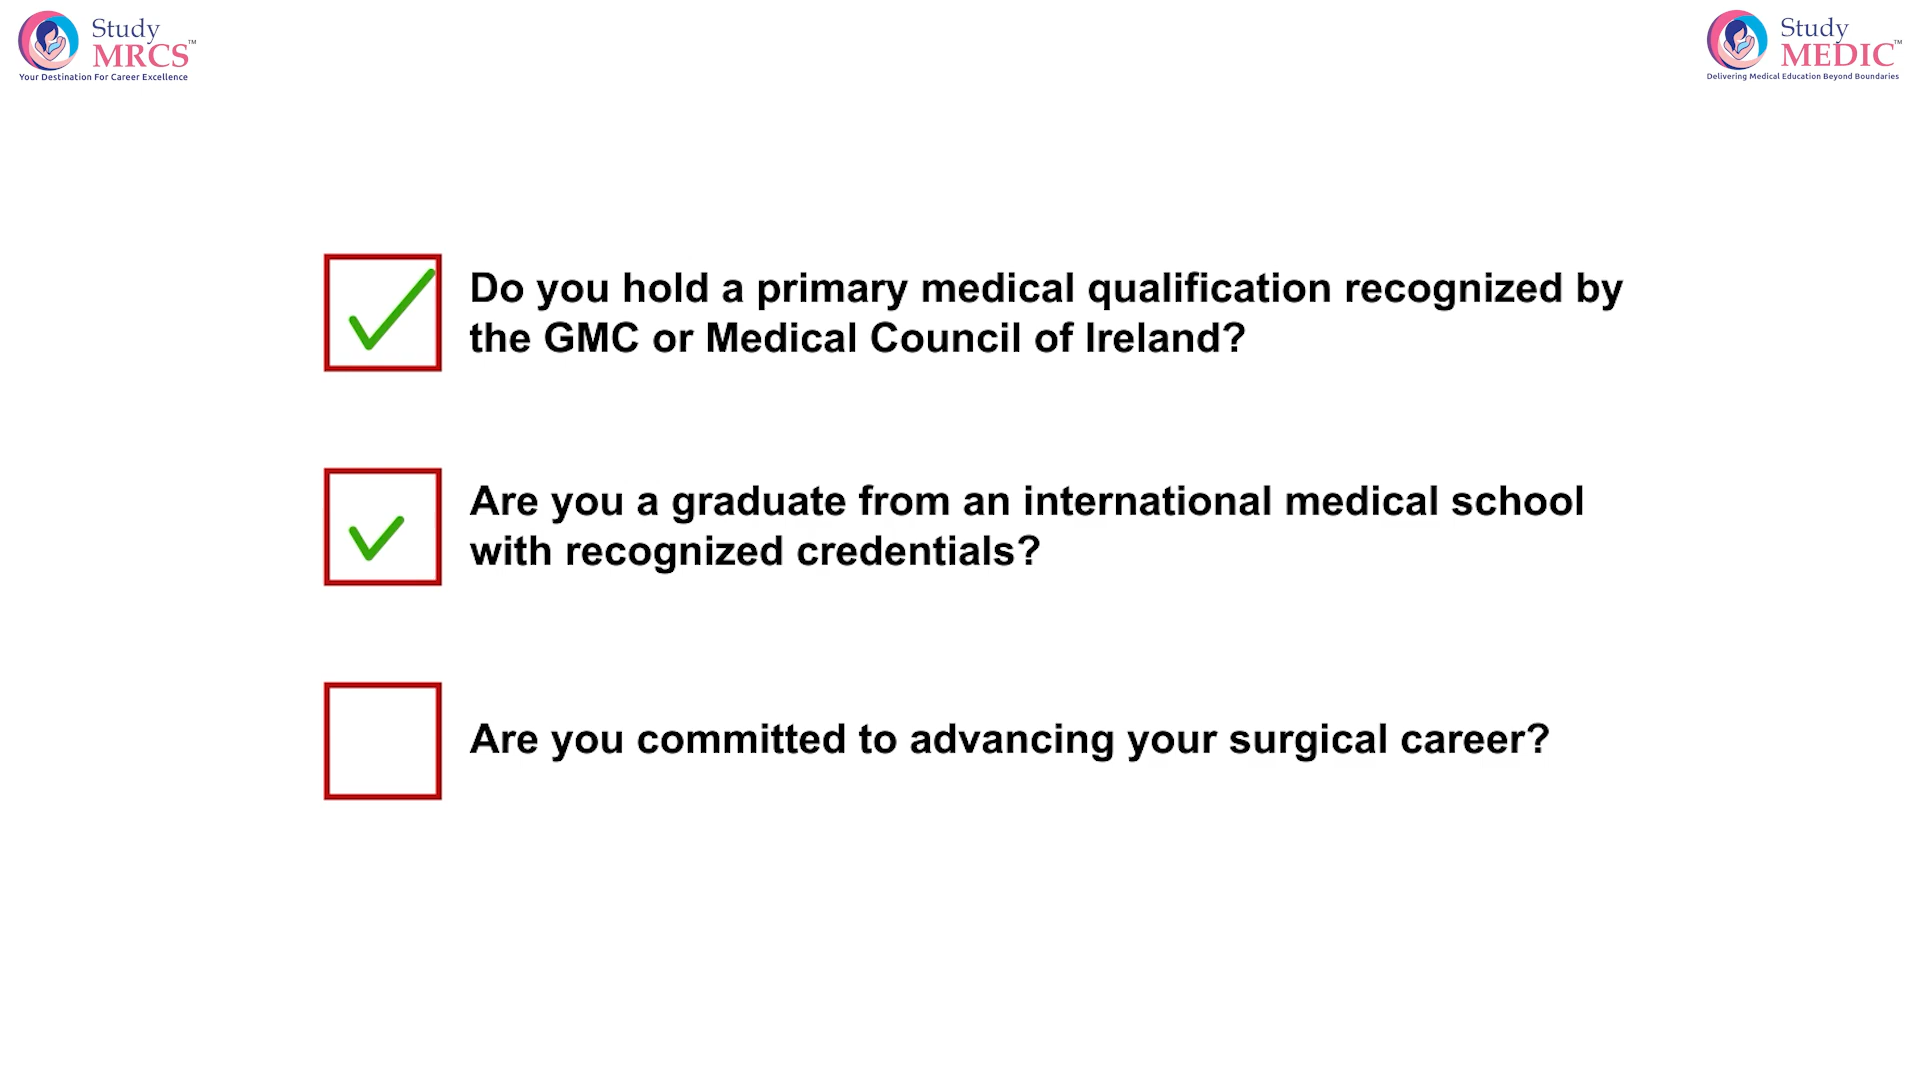 Study
MRCS™
Your Destination For Career Excellence
Study
MEDIC™
Delivering Medical Education Beyond Boundaries
Do you hold a primary medical qualification recognized by
the GMC or Medical Council of Ireland?
Are you a graduate from an international medical school
with recognized credentials?
Are you committed to advancing your surgical career?